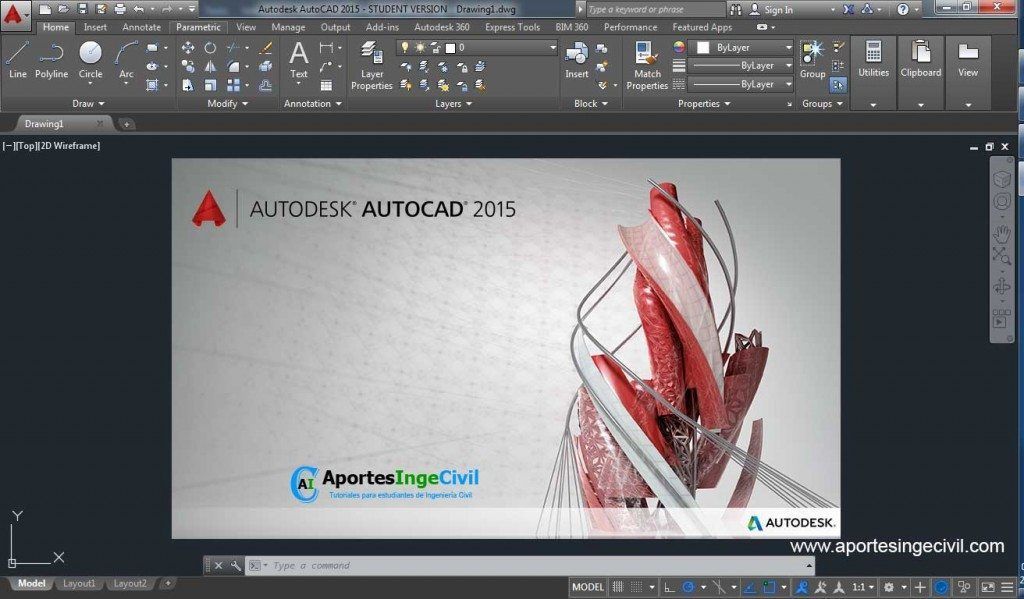 Autodesk AutoCAD 2015 - STUDENT VERSION Drawing1.dwg
Type a keyword or phrase
Sign In
Home Insert Annotate Parametric View Manage Output Add-ins Autodesk 360 Express Tools BIM 360 Performance Featured Apps
0
ByLayer
ByLayer
ByLayer
Line Polyline Circle Arc
Text
Layer Properties
Insert
Match Properties
Group
Utilities
Clipboard
View
Draw
Modify
Annotation
Layers
Block
Properties
Groups
Drawing1
[−][Top][2D Wireframe]
AUTODESK® AUTOCAD® 2015
AI AportesIngeCivil
Tutoriales para estudiantes de Ingeniería Civil
AUTODESK.
www.aportesingecivil.com
Y
X
Type a command
Model Layout1 Layout2
MODEL
1:1